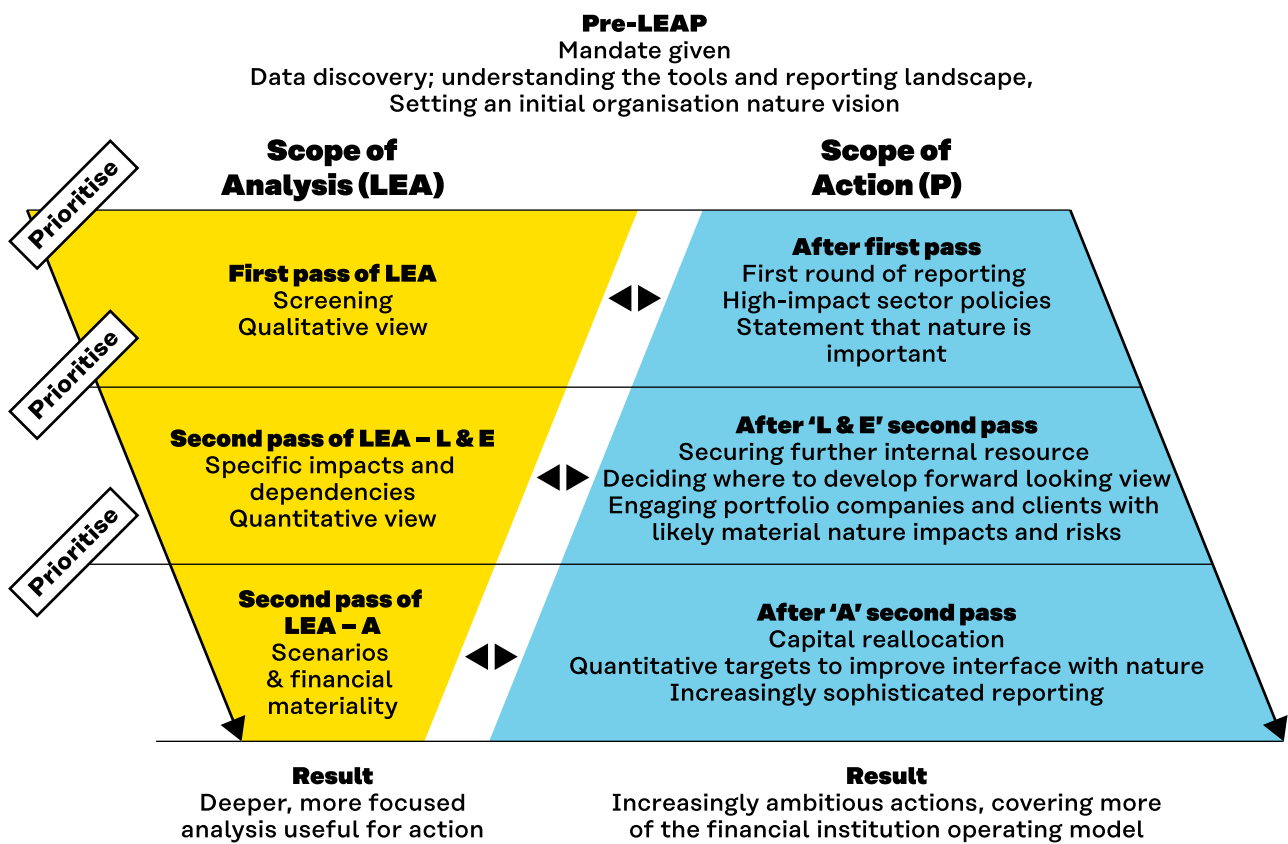 Pre-LEAP
Mandate given
Data discovery; understanding the tools and reporting landscape,
Setting an initial organisation nature vision
Scope of
Analysis (LEA)
Scope of
Action (P)
Prioritise
First pass of LEA
Screening
Qualitative view
After first pass
First round of reporting
High-impact sector policies
Statement that nature is
important
Prioritise
Second pass of LEA – L & E
Specific impacts and
dependencies
Quantitative view
After ‘L & E’ second pass
Securing further internal resource
Deciding where to develop forward looking view
Engaging portfolio companies and clients with
likely material nature impacts and risks
Prioritise
Second pass of
LEA – A
Scenarios
& financial
materiality
After ‘A’ second pass
Capital reallocation
Quantitative targets to improve interface with nature
Increasingly sophisticated reporting
Result
Deeper, more focused
analysis useful for action
Result
Increasingly ambitious actions, covering more
of the financial institution operating model